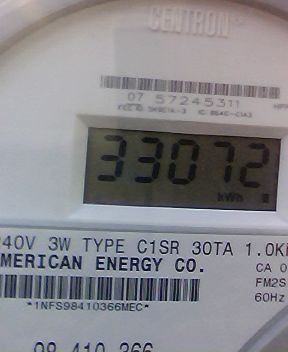 CENTRON
07 57245311
33072
kWh
240V 3W TYPE C1SR 30TA 1.0K
MERICAN ENERGY CO. CA 0
FM2S
60Hz
*1NFS98410366MEC*
98 410 366